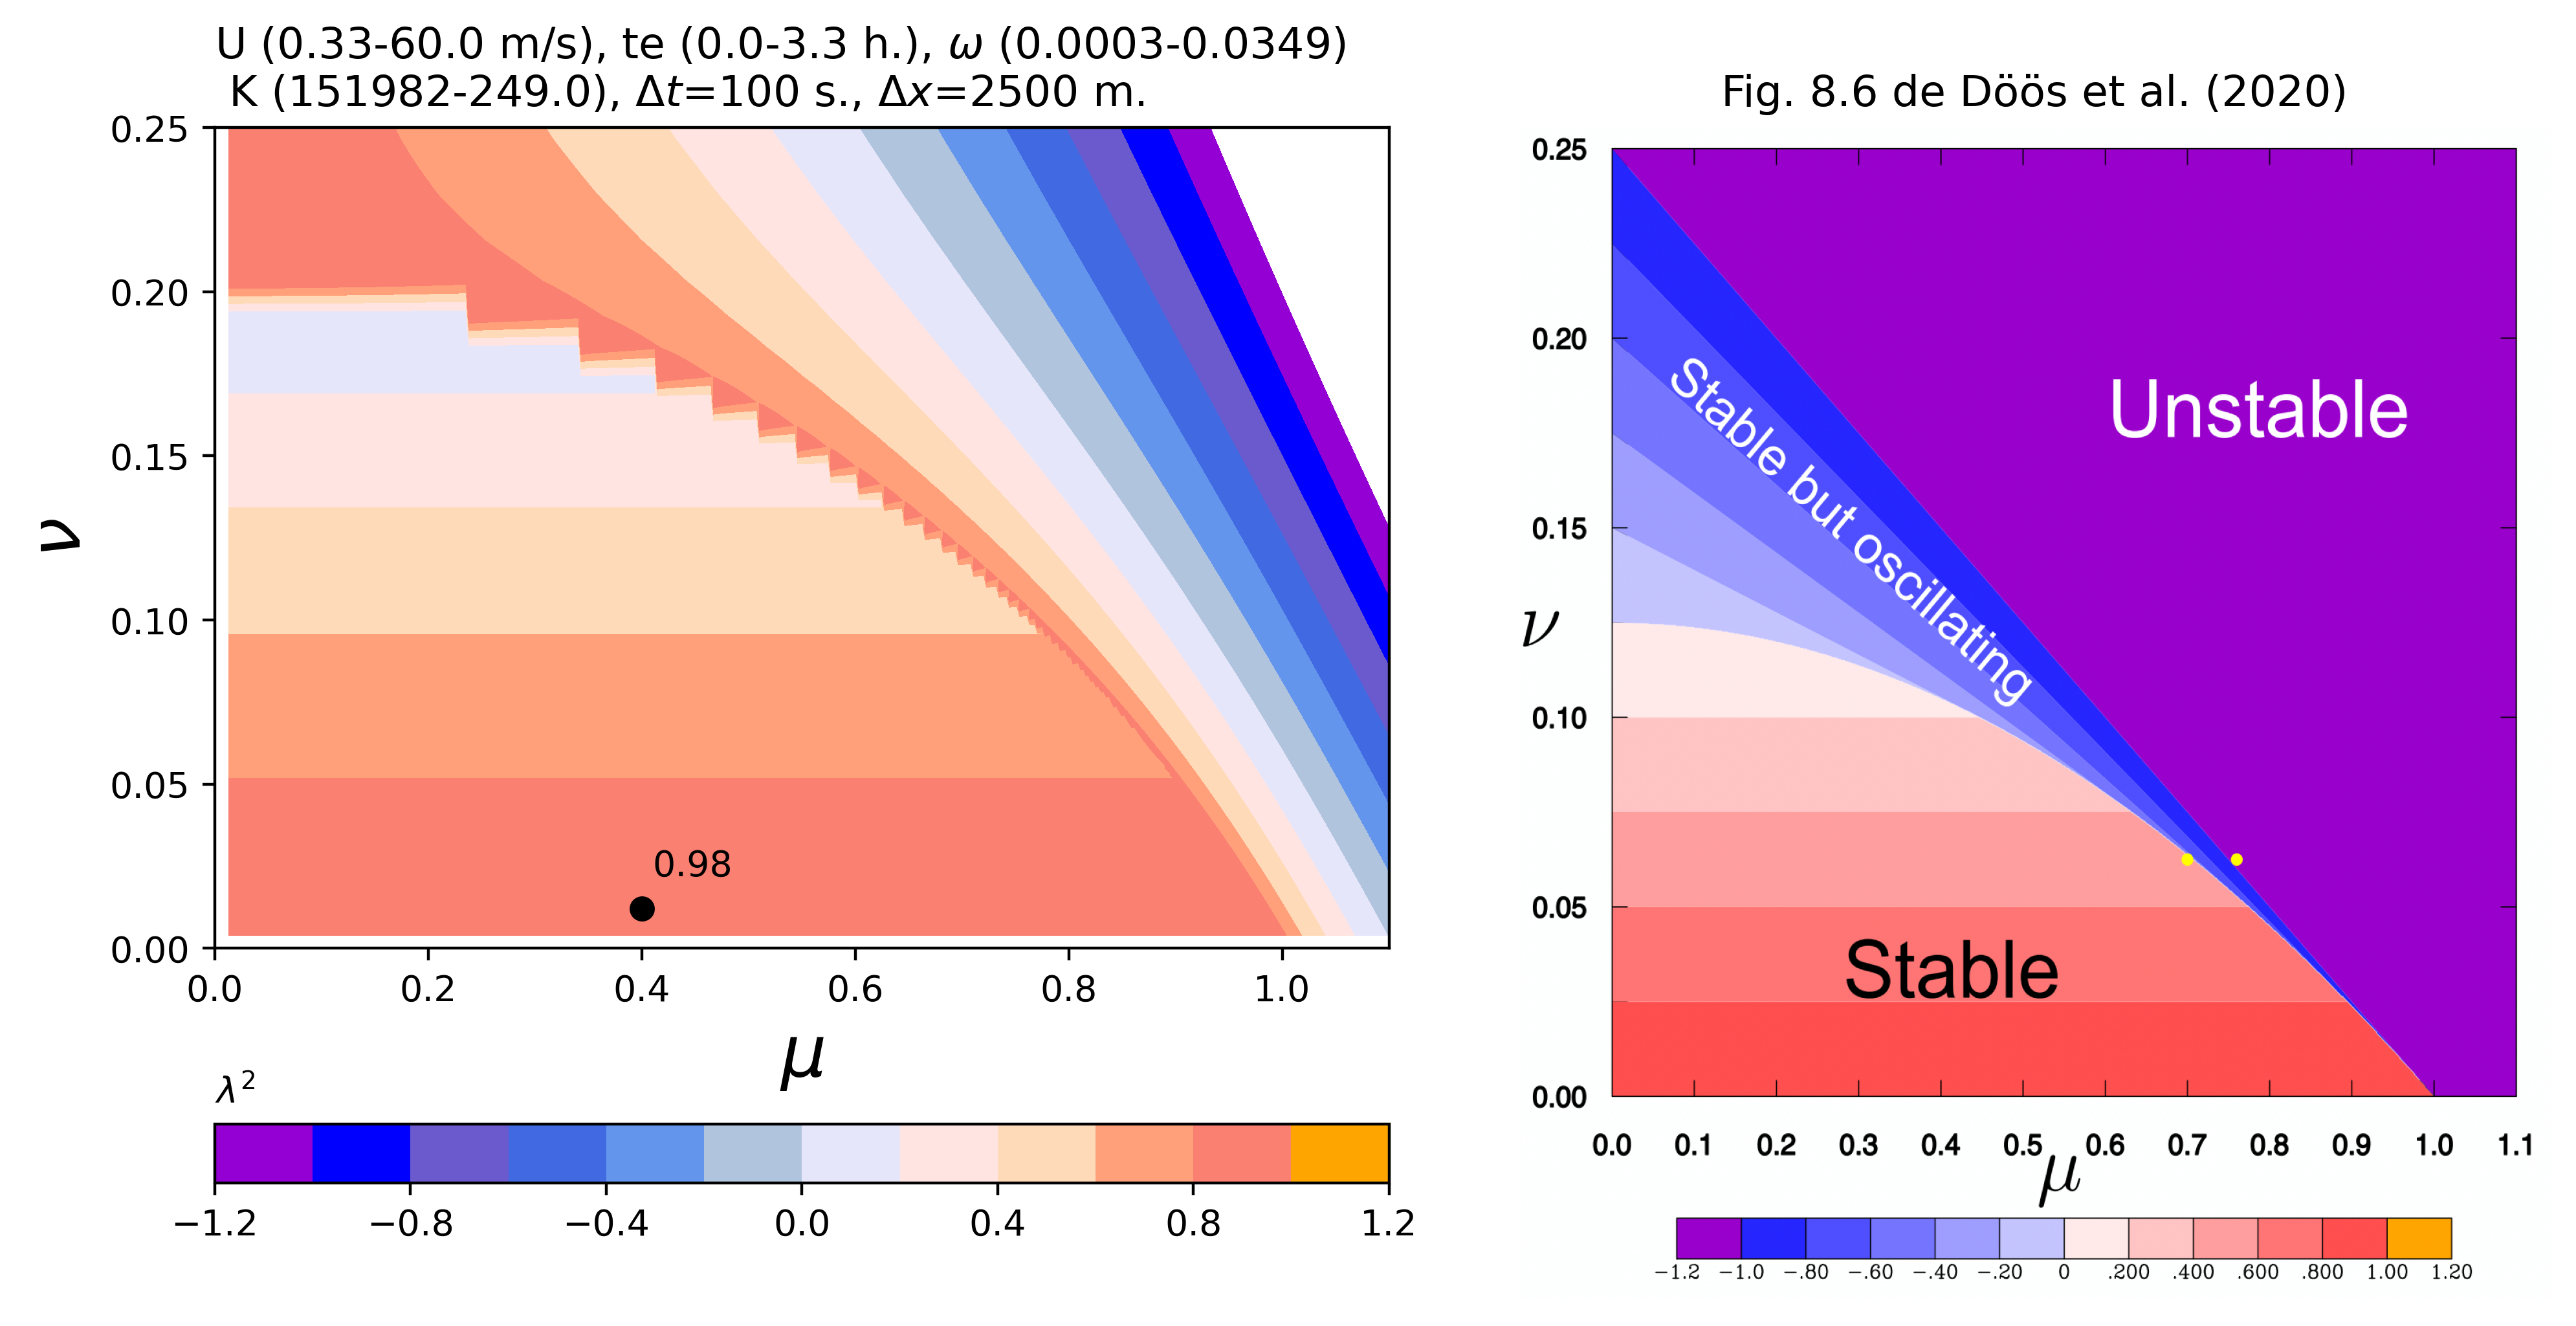 U (0.33-60.0 m/s), te (0.0-3.3 h.), ω (0.0003-0.0349)
K (151982-249.0), Δt=100 s., Δx=2500 m.
0.25
0.20
0.15
0.10
0.05
0.00
ν
0.98
0.0 0.2 0.4 0.6 0.8 1.0
μ
λ²
−1.2 −0.8 −0.4 0.0 0.4 0.8 1.2
Fig. 8.6 de Döös et al. (2020)
0.25
0.20
0.15
0.10
0.05
0.00
ν
Unstable
Stable but oscillating
Stable
0.0 0.1 0.2 0.3 0.4 0.5 0.6 0.7 0.8 0.9 1.0 1.1
μ
−1.2 −1.0 −.80 −.60 −.40 −.20 0 .200 .400 .600 .800 1.00 1.20